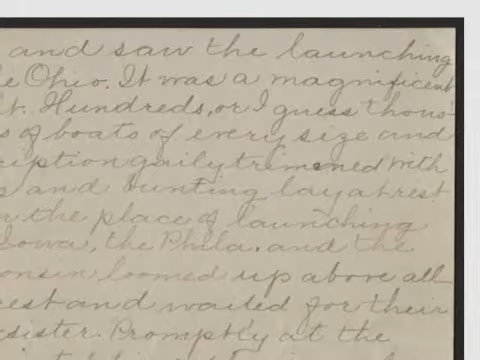 and saw the launching
e Ohio. It was a magnificent
t. Hundreds, or I guess thous-
s of boats of every size and
ription gaily trimmed with
s and bunting lay at rest
r the place of launching
Iowa, the Phila. and the
onsin loomed up above all
rest and waited for their
sister. Promptly at the